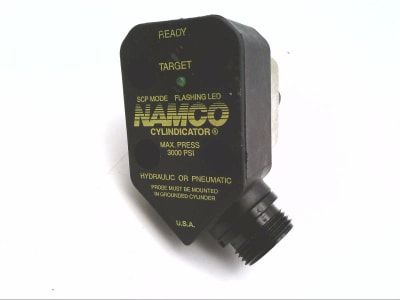 READY
TARGET
SCP MODE FLASHING LED
NAMCO
CYLINDICATOR®
MAX. PRESS
3000 PSI
HYDRAULIC OR PNEUMATIC
PROBE MUST BE MOUNTED
IN GROUNDED CYLINDER
U.S.A.